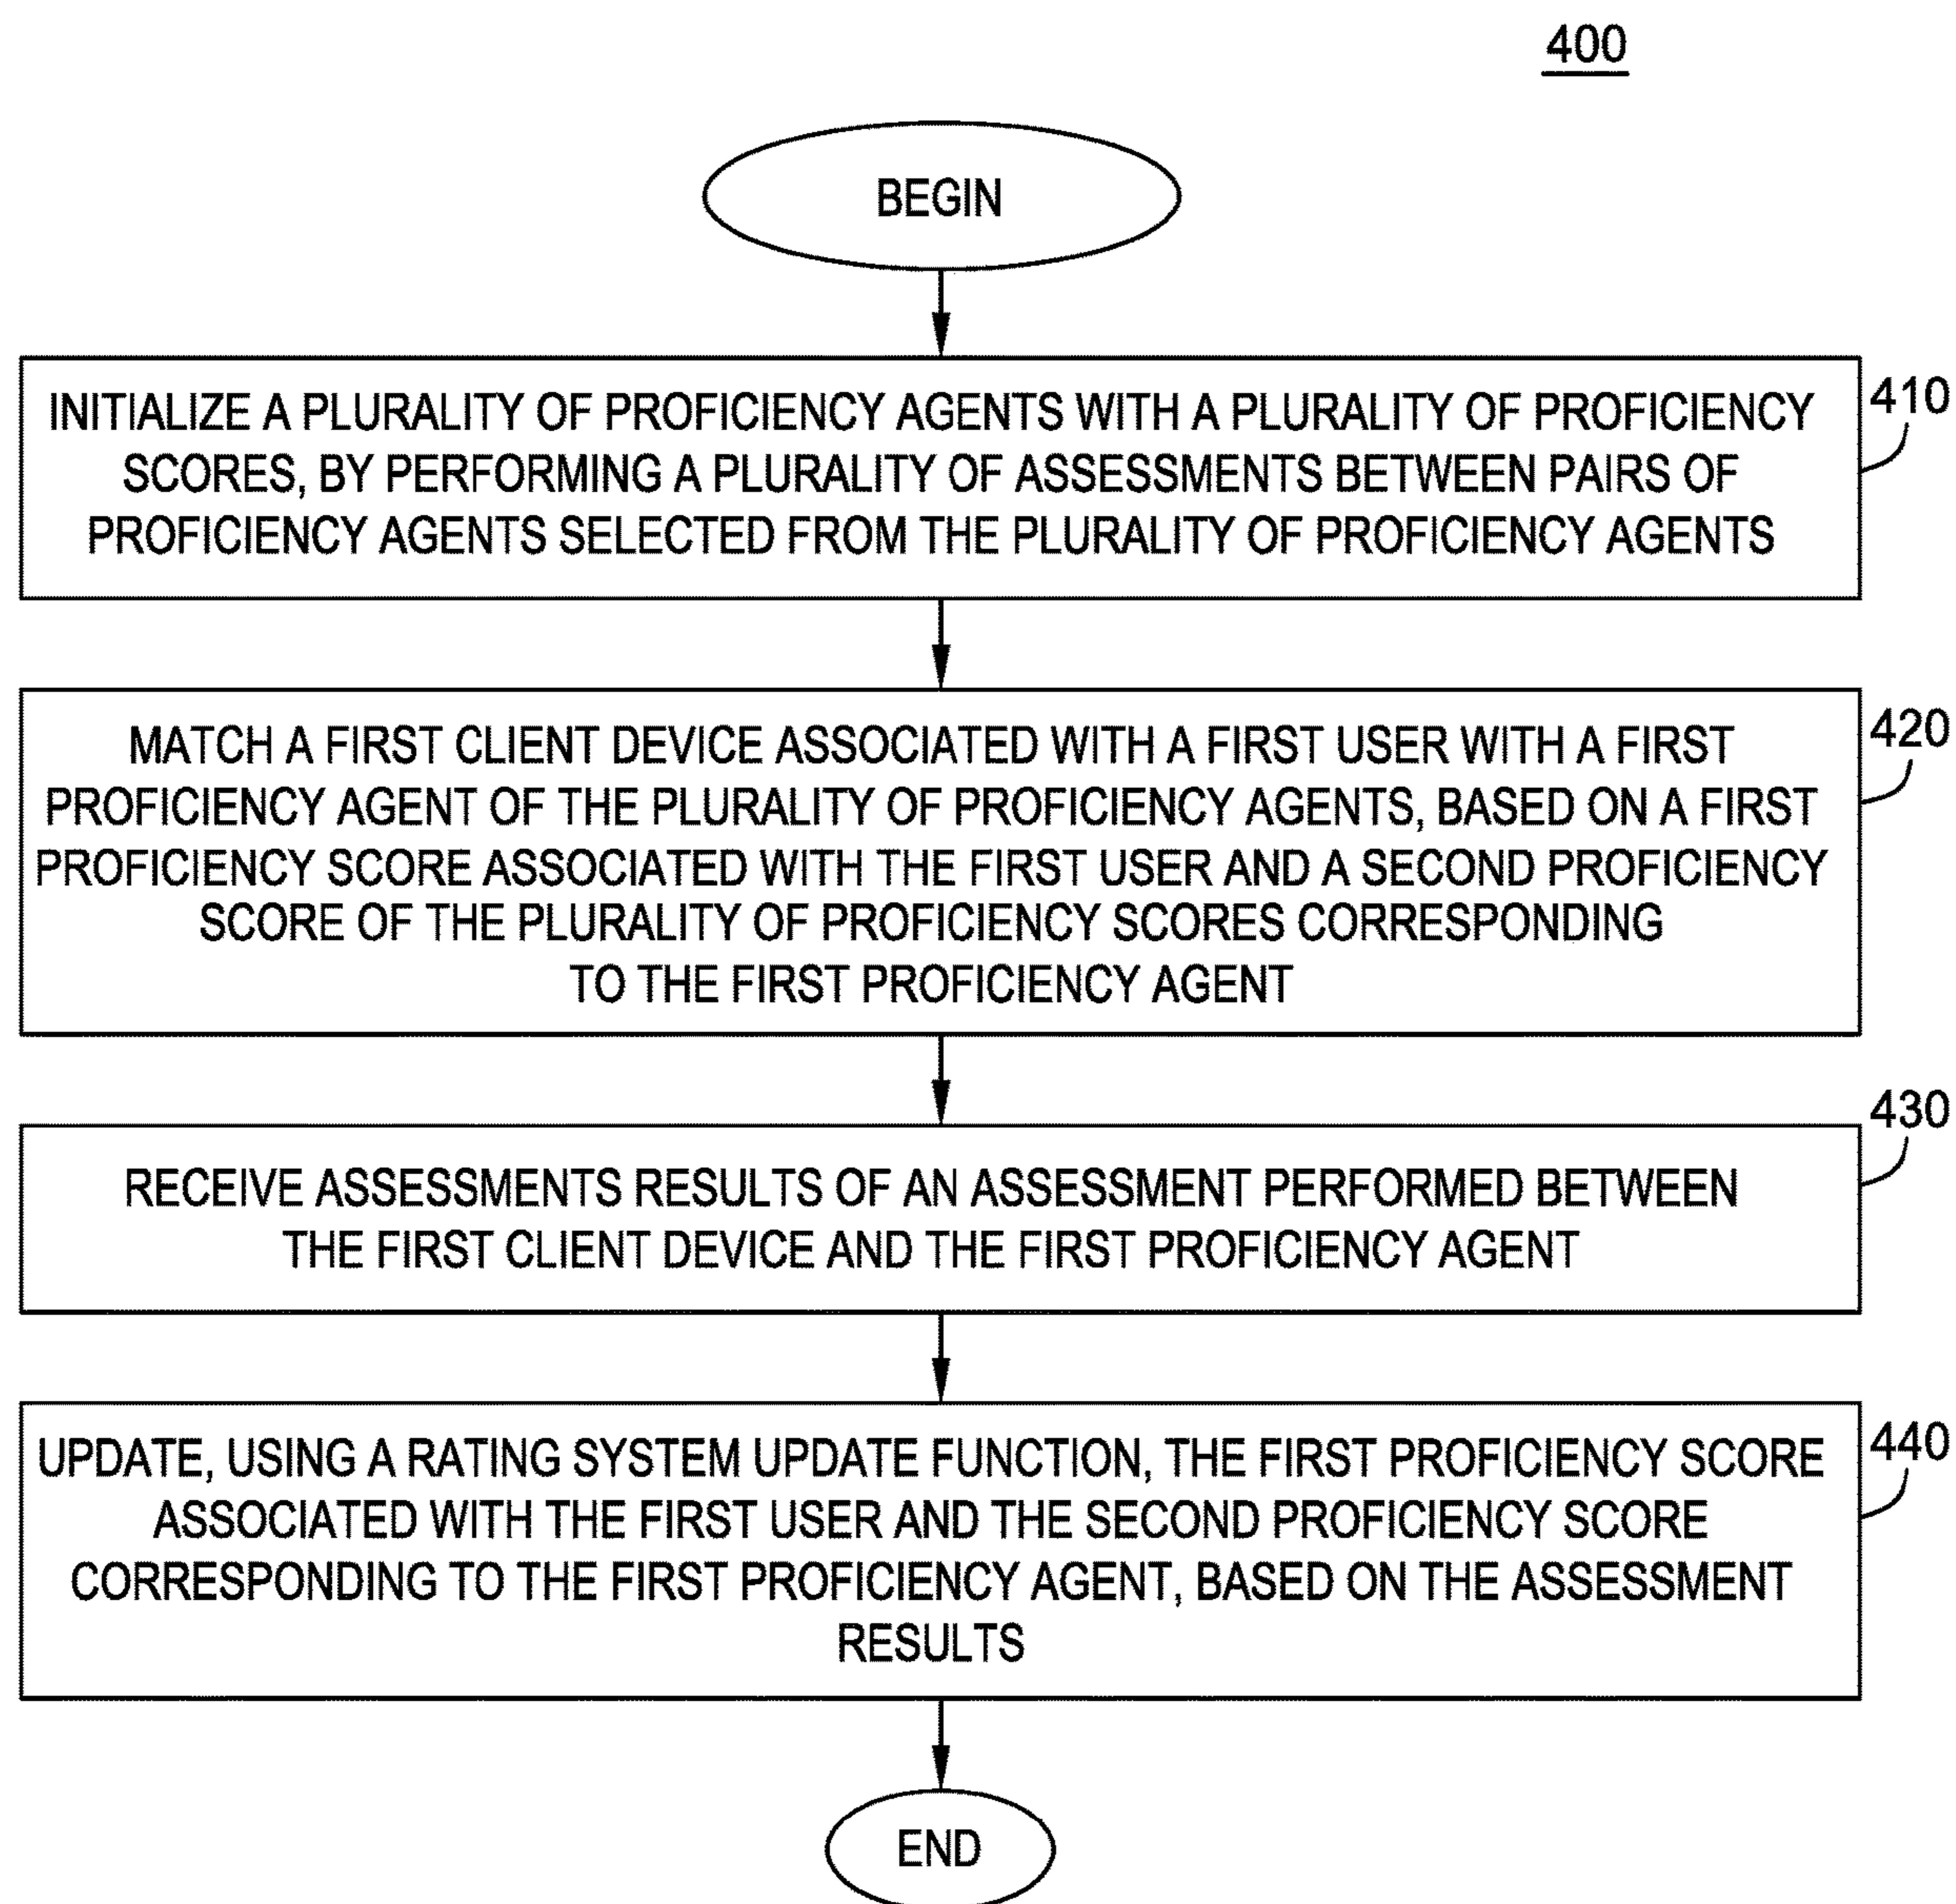 400
BEGIN
410
INITIALIZE A PLURALITY OF PROFICIENCY AGENTS WITH A PLURALITY OF PROFICIENCY
SCORES, BY PERFORMING A PLURALITY OF ASSESSMENTS BETWEEN PAIRS OF
PROFICIENCY AGENTS SELECTED FROM THE PLURALITY OF PROFICIENCY AGENTS
420
MATCH A FIRST CLIENT DEVICE ASSOCIATED WITH A FIRST USER WITH A FIRST
PROFICIENCY AGENT OF THE PLURALITY OF PROFICIENCY AGENTS, BASED ON A FIRST
PROFICIENCY SCORE ASSOCIATED WITH THE FIRST USER AND A SECOND PROFICIENCY
SCORE OF THE PLURALITY OF PROFICIENCY SCORES CORRESPONDING
TO THE FIRST PROFICIENCY AGENT
430
RECEIVE ASSESSMENTS RESULTS OF AN ASSESSMENT PERFORMED BETWEEN
THE FIRST CLIENT DEVICE AND THE FIRST PROFICIENCY AGENT
440
UPDATE, USING A RATING SYSTEM UPDATE FUNCTION, THE FIRST PROFICIENCY SCORE
ASSOCIATED WITH THE FIRST USER AND THE SECOND PROFICIENCY SCORE
CORRESPONDING TO THE FIRST PROFICIENCY AGENT, BASED ON THE ASSESSMENT
RESULTS
END